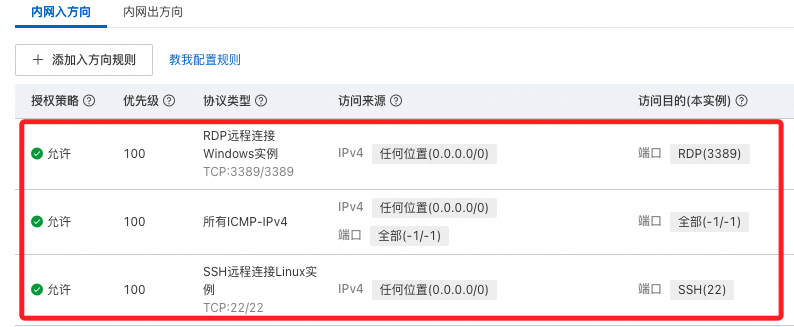 内网入方向 内网出方向
+ 添加入方向规则 教我配置规则
授权策略 ? 优先级 ? 协议类型 ? 访问来源 ? 访问目的(本实例) ?
允许 100 RDP远程连接 IPv4 任何位置(0.0.0.0/0) 端口 RDP(3389)
Windows实例
TCP:3389/3389
允许 100 所有ICMP-IPv4 IPv4 任何位置(0.0.0.0/0) 端口 全部(-1/-1)
端口 全部(-1/-1)
允许 100 SSH远程连接Linux实 IPv4 任何位置(0.0.0.0/0) 端口 SSH(22)
例
TCP:22/22